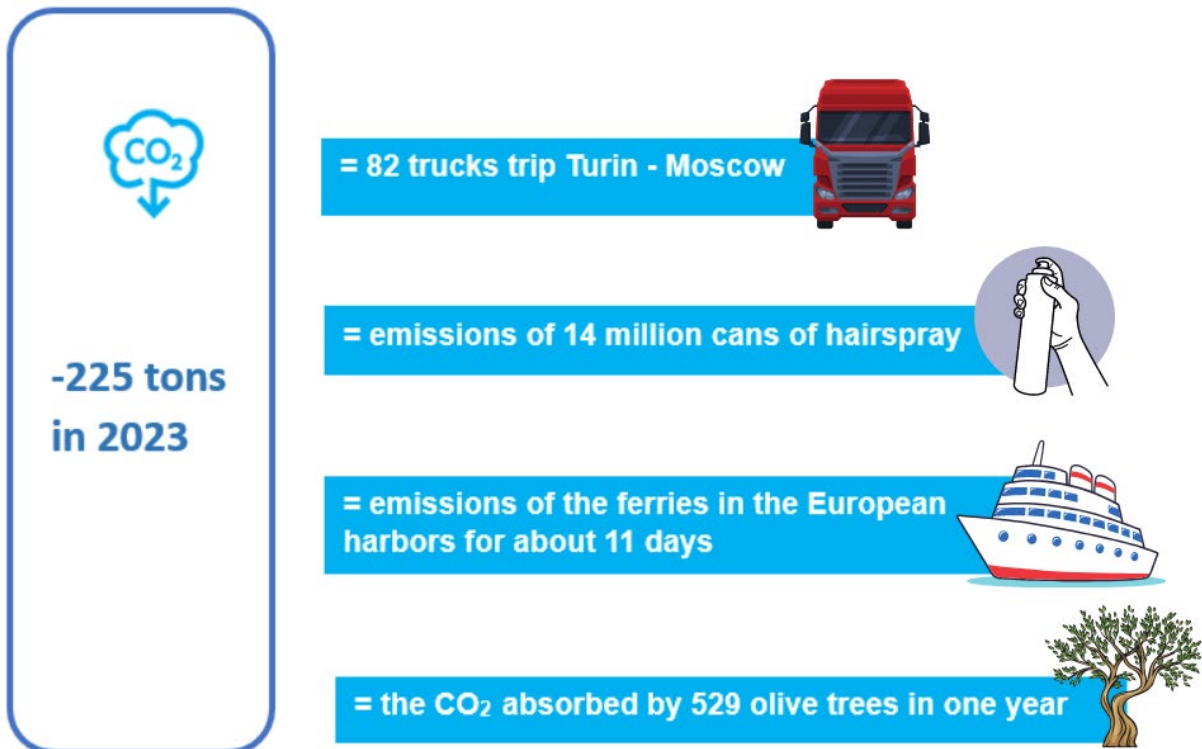 CO₂
-225 tons
in 2023
= 82 trucks trip Turin - Moscow
= emissions of 14 million cans of hairspray
= emissions of the ferries in the European
harbors for about 11 days
= the CO₂ absorbed by 529 olive trees in one year